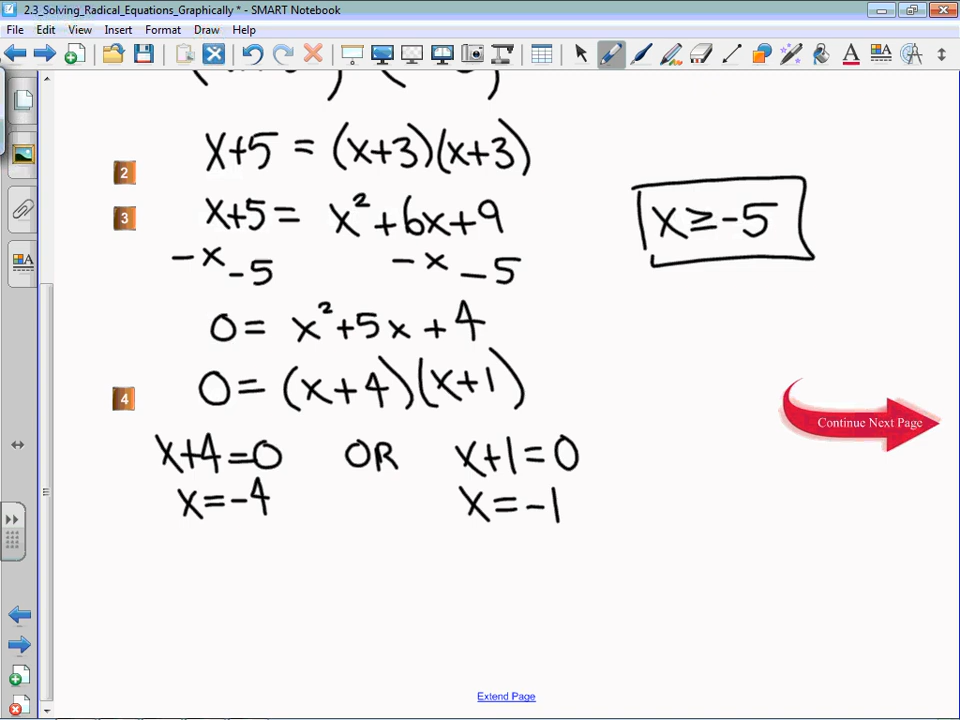 2.3_Solving_Radical_Equations_Graphically * - SMART Notebook
File Edit View Insert Format Draw Help
x+5 = (x+3)(x+3)
2
3
x+5 = x²+6x+9
-x -5 -x -5
x ≥ -5
0 = x²+5x+4
0 = (x+4)(x+1)
4
Continue Next Page
x+4=0 OR x+1=0
x=-4 x=-1
Extend Page